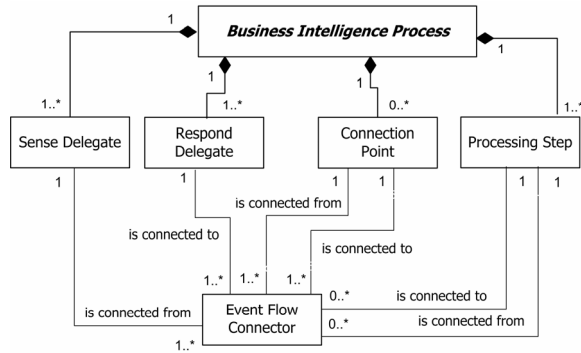 Business Intelligence Process
1
1
1
1
1..*
1..*
0..*
1..*
Sense Delegate
Respond
Delegate
Connection
Point
Processing Step
1
1
1
1
1
1
is connected from
is connected to
is connected to
1..*
1..*
1..*
0..*
is connected to
is connected from
Event Flow
Connector
0..*
is connected from
1..*